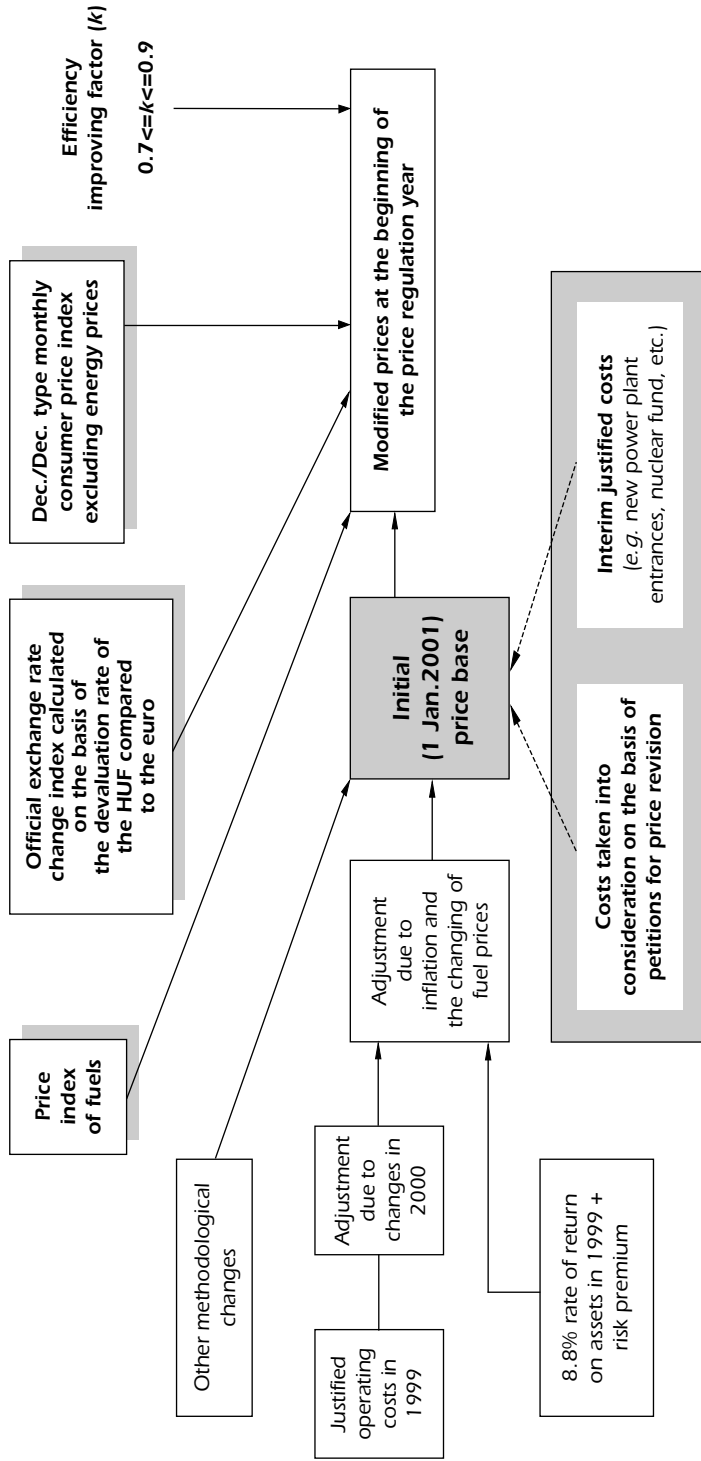 Price
index
of fuels
Official exchange rate
change index calculated
on the basis of
the devaluation rate of
the HUF compared
to the euro
Dec./Dec. type monthly
consumer price index
excluding energy prices
Efficiency
improving factor (k)
0.7<=k<=0.9
Other methodological
changes
Justified
operating
costs in
1999
Adjustment
due to
changes in
2000
Adjustment
due to
inflation and
the changing of
fuel prices
Initial
(1 Jan.2001)
price base
Modified prices at the beginning of
the price regulation year
8.8% rate of return
on assets in 1999 +
risk premium
Costs taken into
consideration on the basis of
petitions for price revision
Interim justified costs
(e.g. new power plant
entrances, nuclear fund, etc.)